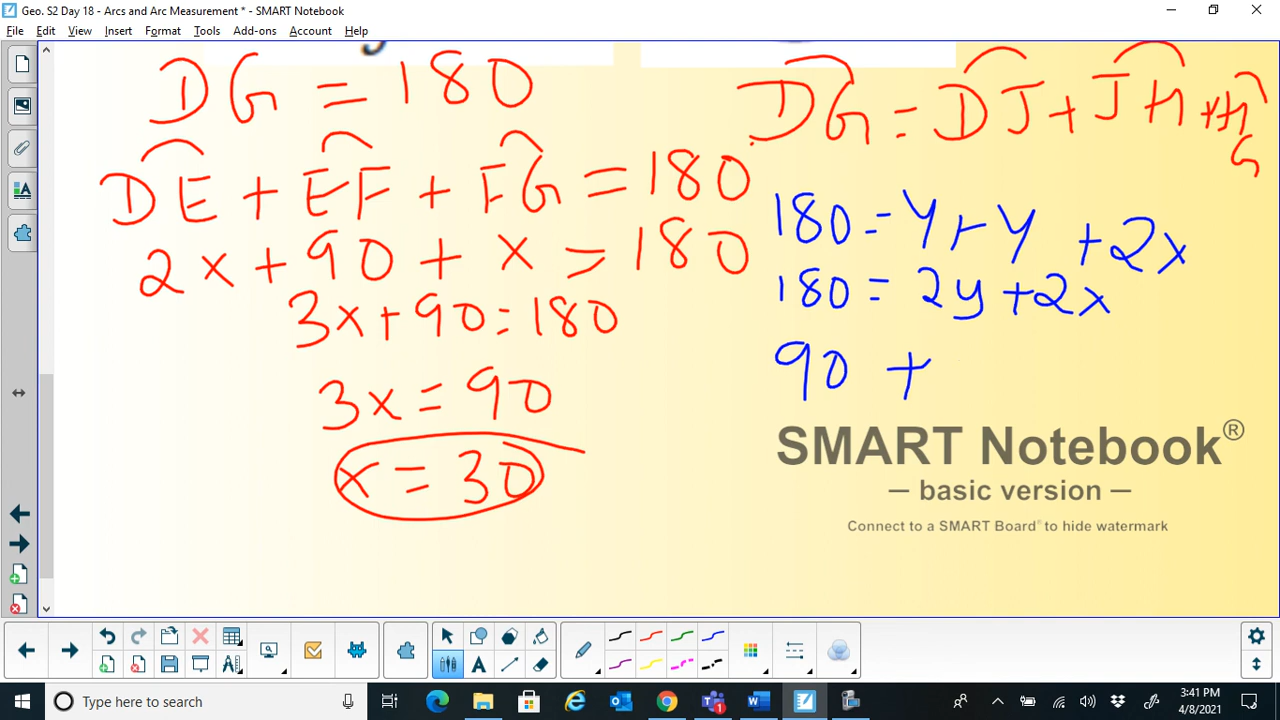 Geo. S2 Day 18 - Arcs and Arc Measurement * - SMART Notebook
File Edit View Insert Format Tools Add-ons Account Help
DG = 180
DE + EF + FG = 180
2x + 90 + x = 180
3x + 90 = 180
3x = 90
x = 30
DG = DJ + JH + H
G
180 = y + y + 2x
180 = 2y + 2x
90 +
SMART Notebook®
— basic version —
Connect to a SMART Board® to hide watermark
Type here to search
3:41 PM
4/8/2021